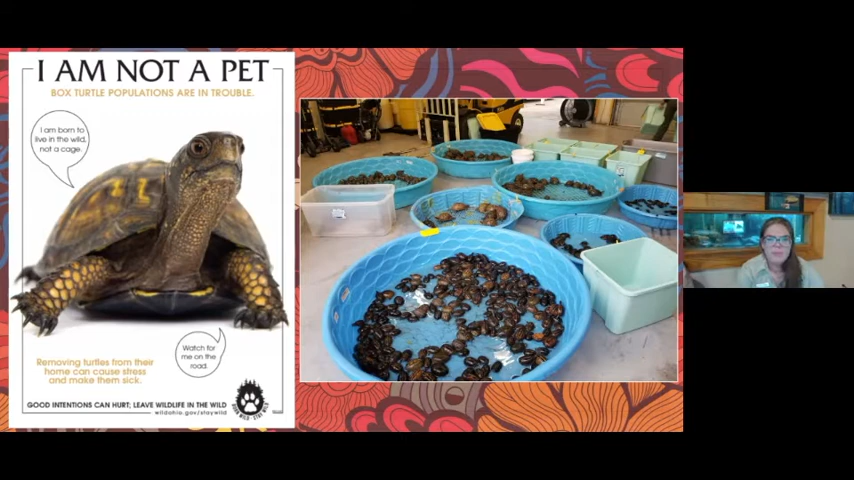 I AM NOT A PET
BOX TURTLE POPULATIONS ARE IN TROUBLE.
I am born to
live in the wild,
not a cage.
Watch for
me on the
road.
Removing turtles from their
home can cause stress
and make them sick.
GOOD INTENTIONS CAN HURT; LEAVE WILDLIFE IN THE WILD
wildohio.gov/staywild